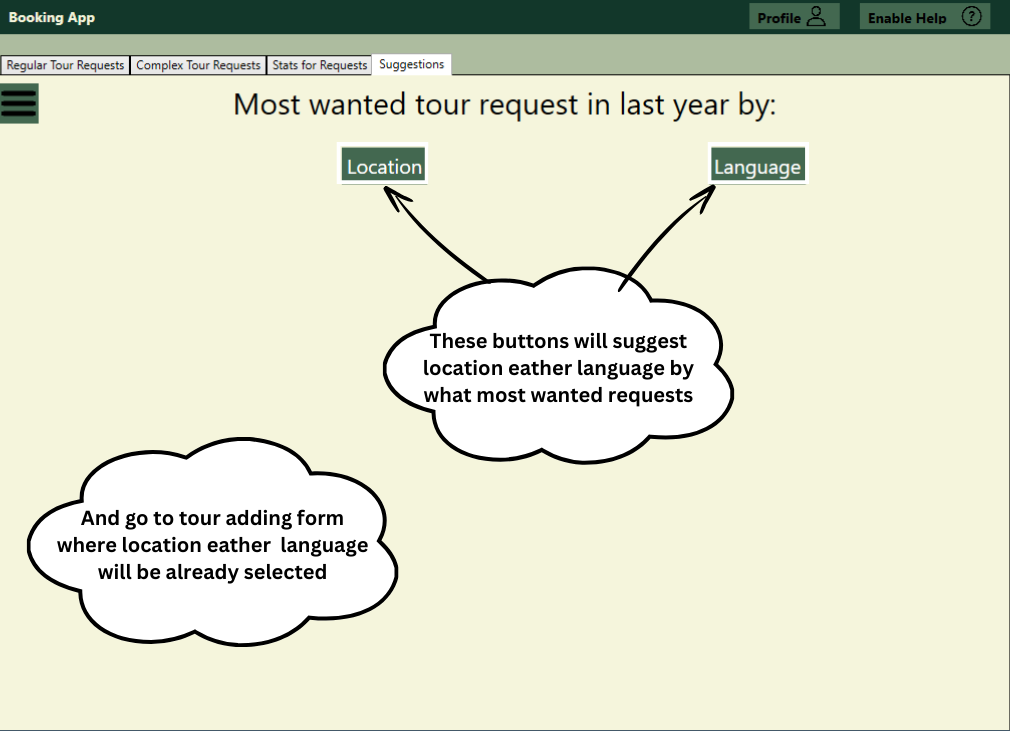 Booking App
Profile
Enable Help ?
Regular Tour Requests Complex Tour Requests Stats for Requests Suggestions
Most wanted tour request in last year by:
Location
Language
These buttons will suggest
location eather language by
what most wanted requests
And go to tour adding form
where location eather language
will be already selected